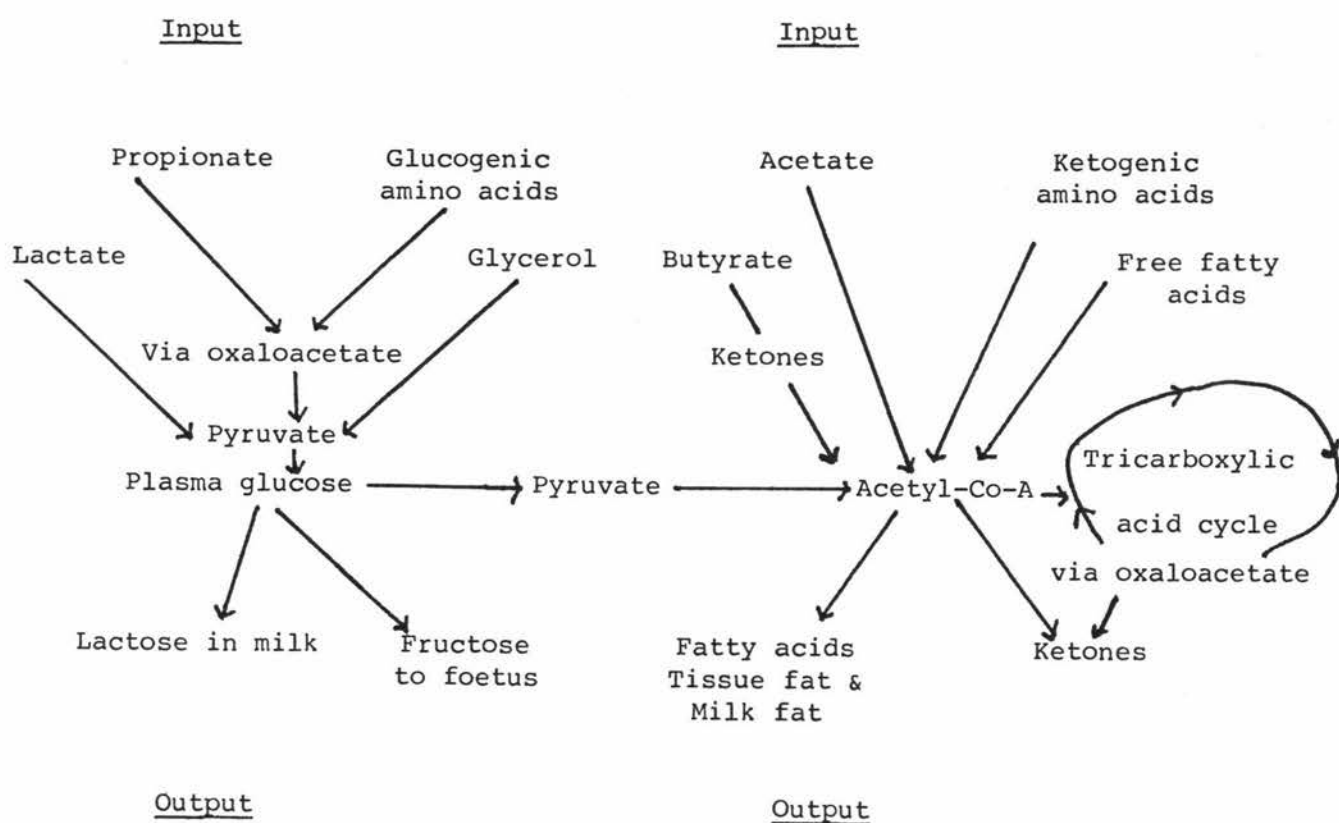 Input
Input
Propionate
Glucogenic
amino acids
Acetate
Ketogenic
amino acids
Lactate
Glycerol
Butyrate
Free fatty
acids
Via oxaloacetate
Ketones
Pyruvate
Plasma glucose
Pyruvate
Acetyl-Co-A
Tricarboxylic
acid cycle
via oxaloacetate
Lactose in milk
Fructose
to foetus
Fatty acids
Tissue fat &
Milk fat
Ketones
Output
Output